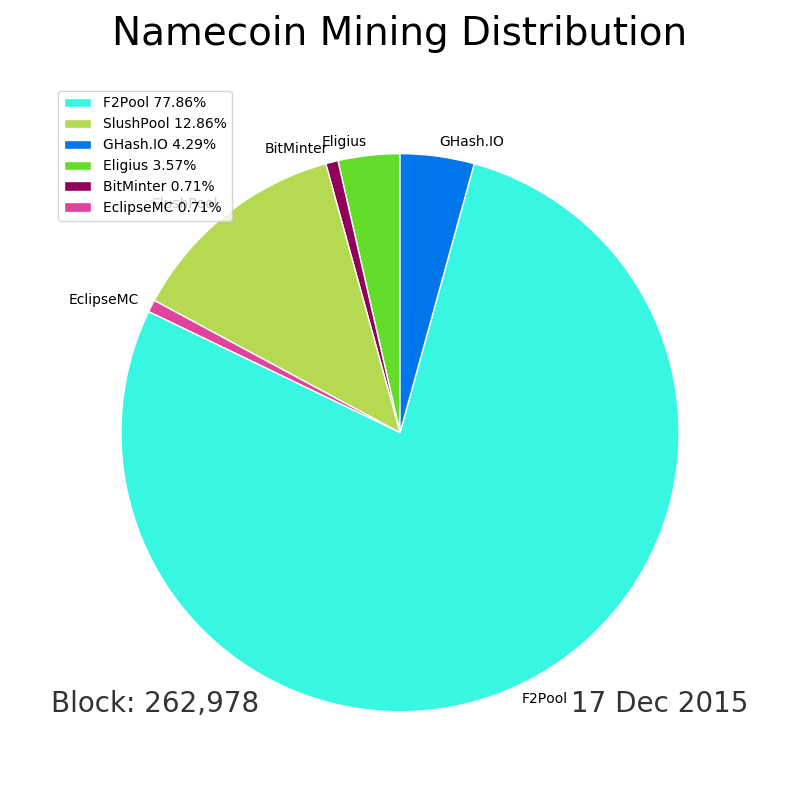 Namecoin Mining Distribution
F2Pool 77.86%
SlushPool 12.86%
GHash.IO 4.29%
Eligius 3.57%
BitMinter 0.71%
EclipseMC 0.71%
SlushPool
BitMinter
Eligius
GHash.IO
EclipseMC
F2Pool
Block: 262,978
17 Dec 2015